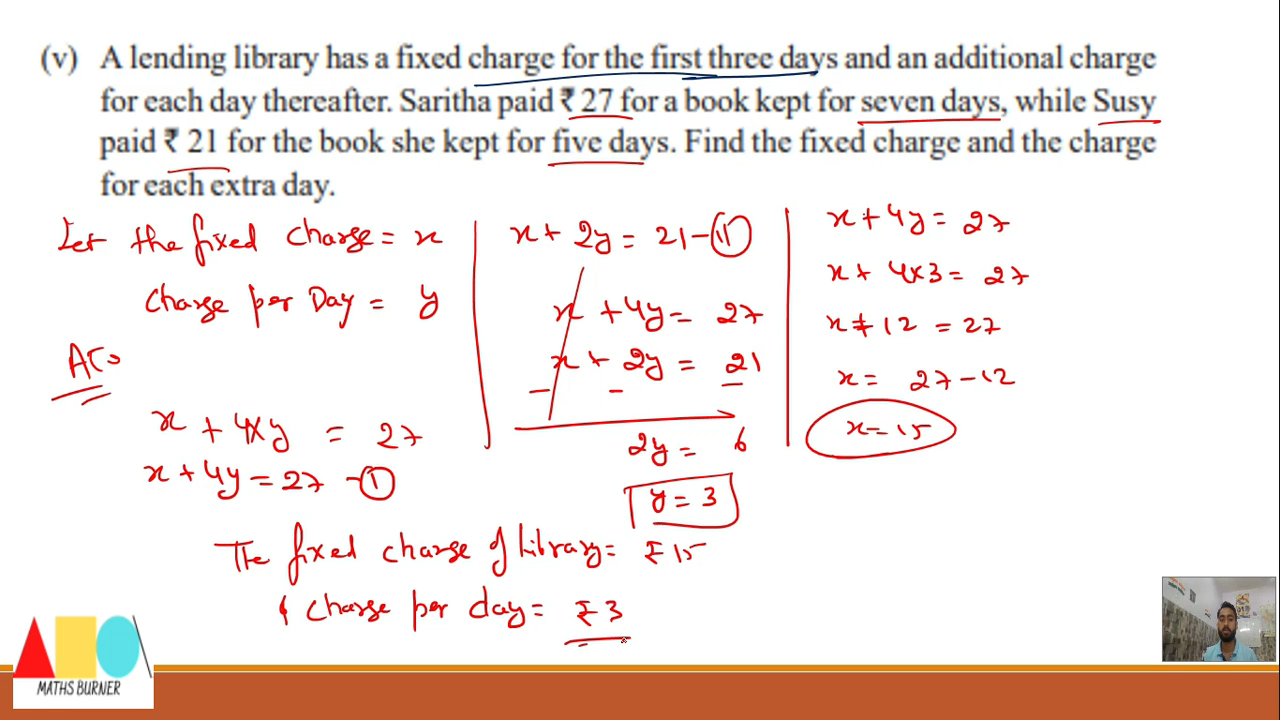 (v) A lending library has a fixed charge for the first three days and an additional charge
for each day thereafter. Saritha paid ₹ 27 for a book kept for seven days, while Susy
paid ₹ 21 for the book she kept for five days. Find the fixed charge and the charge
for each extra day.
Let the fixed charge = x
Charge per Day = y
x + 4xy = 27
x + 4y = 27 - ①
x + 2y = 21 - ⑪
x + 4y = 27
x + 2y = 21
- - -
2y = 6
y = 3
x + 4y = 27
x + 4x3 = 27
x + 12 = 27
x = 27 - 12
x = 15
The fixed charge of library = ₹ 15
& charge per day = ₹ 3
MATHS BURNER